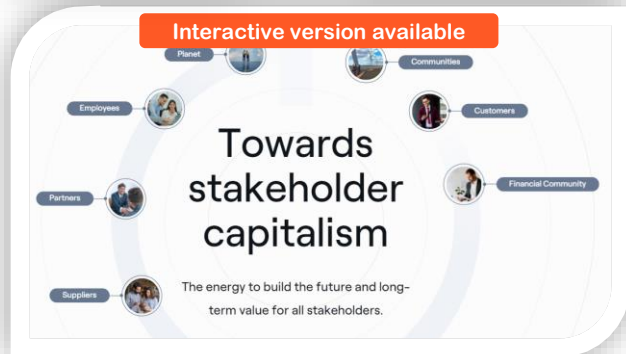 Interactive version available
Planet
Communities
Employees
Customers
Towards
stakeholder
capitalism
Partners
Financial Community
The energy to build the future and long-
term value for all stakeholders.
Suppliers